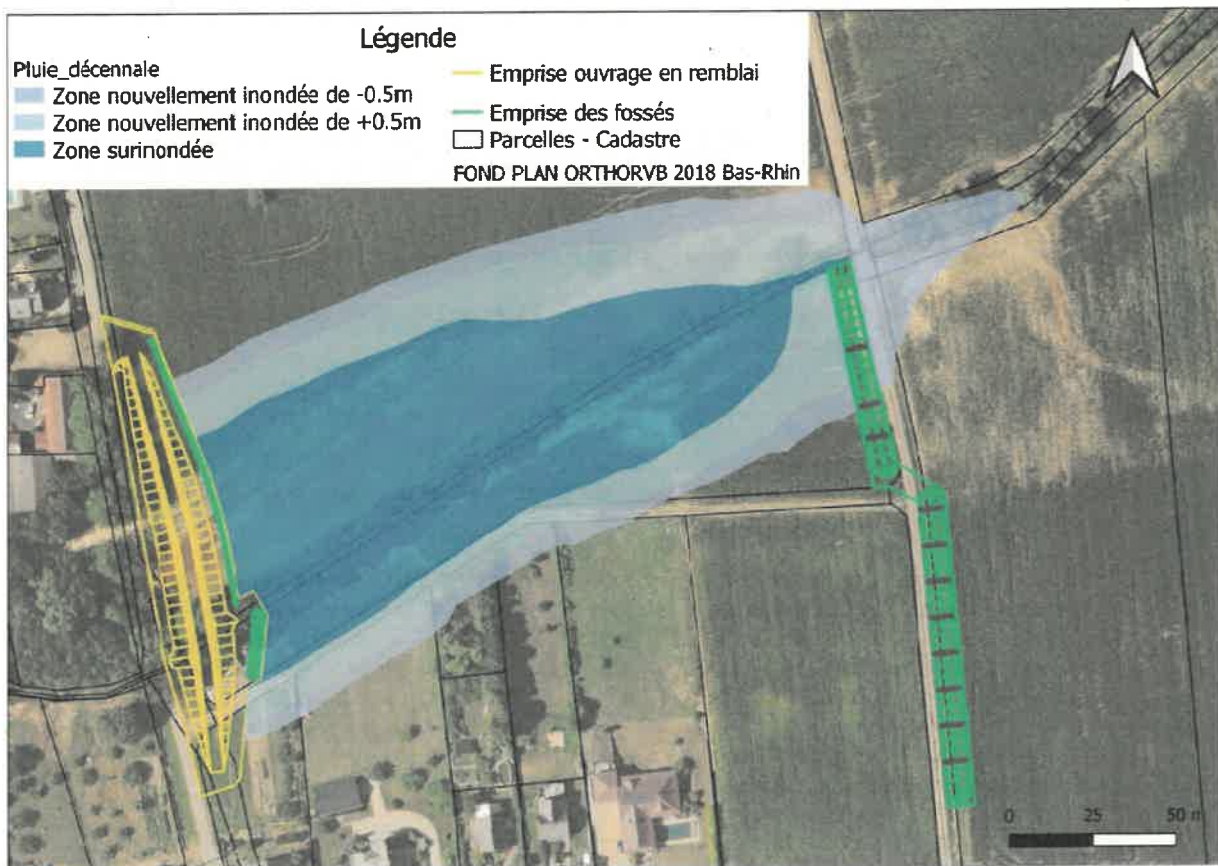 Légende
Pluie_décennale
Zone nouvellement inondée de -0.5m
Zone nouvellement inondée de +0.5m
Zone surinondée
Emprise ouvrage en remblai
Emprise des fossés
Parcelles - Cadastre
FOND PLAN ORTHORVB 2018 Bas-Rhin
0 25 50 m